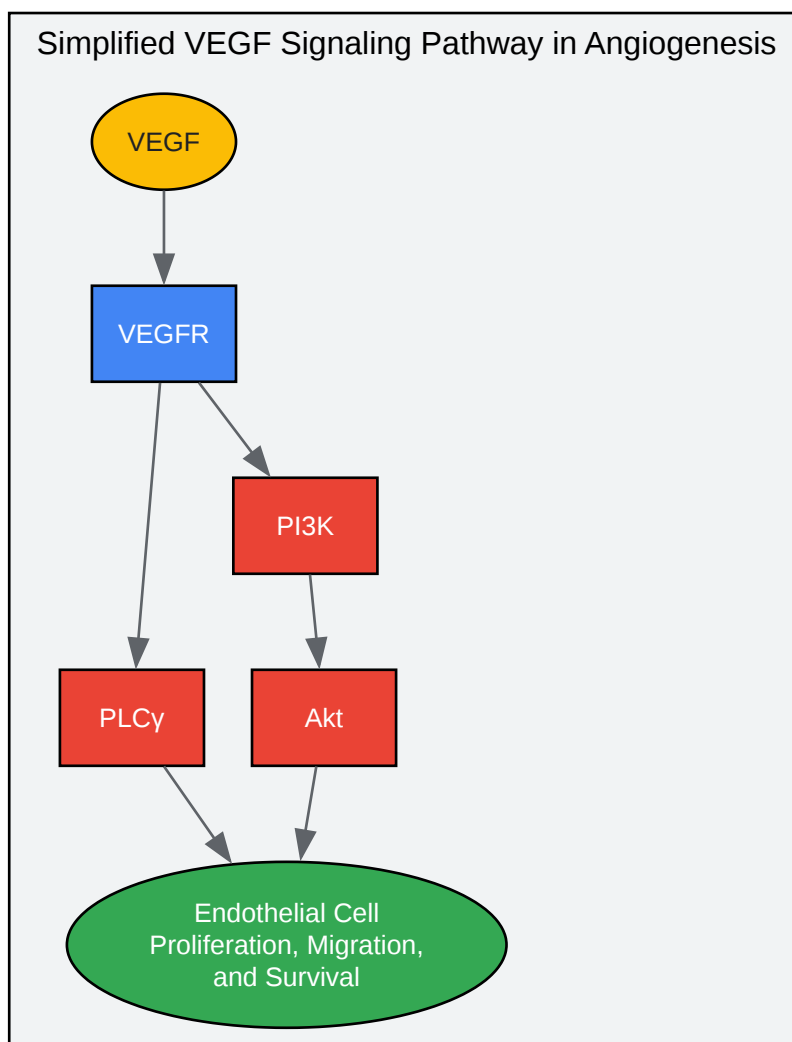 Simplified VEGF Signaling Pathway in Angiogenesis
VEGF
VEGFR
PI3K
PLCγ
Akt
Endothelial Cell
Proliferation, Migration,
and Survival